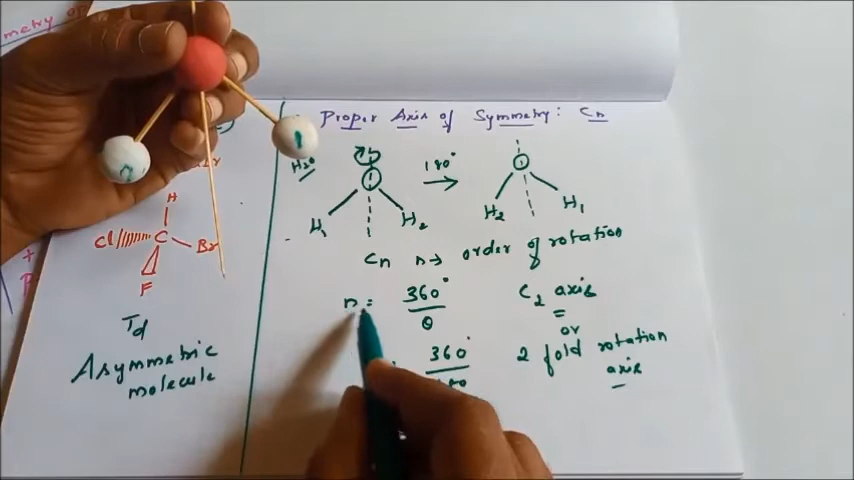 Proper Axis of Symmetry: Cn
H2O
180°
H1 H2
H2 H1
Cn n→ order of rotation
n = 360° / θ
C2 axis
or
360°
2 fold rotation
axis
H
Cl C Br
F
Td
Asymmetric
molecule